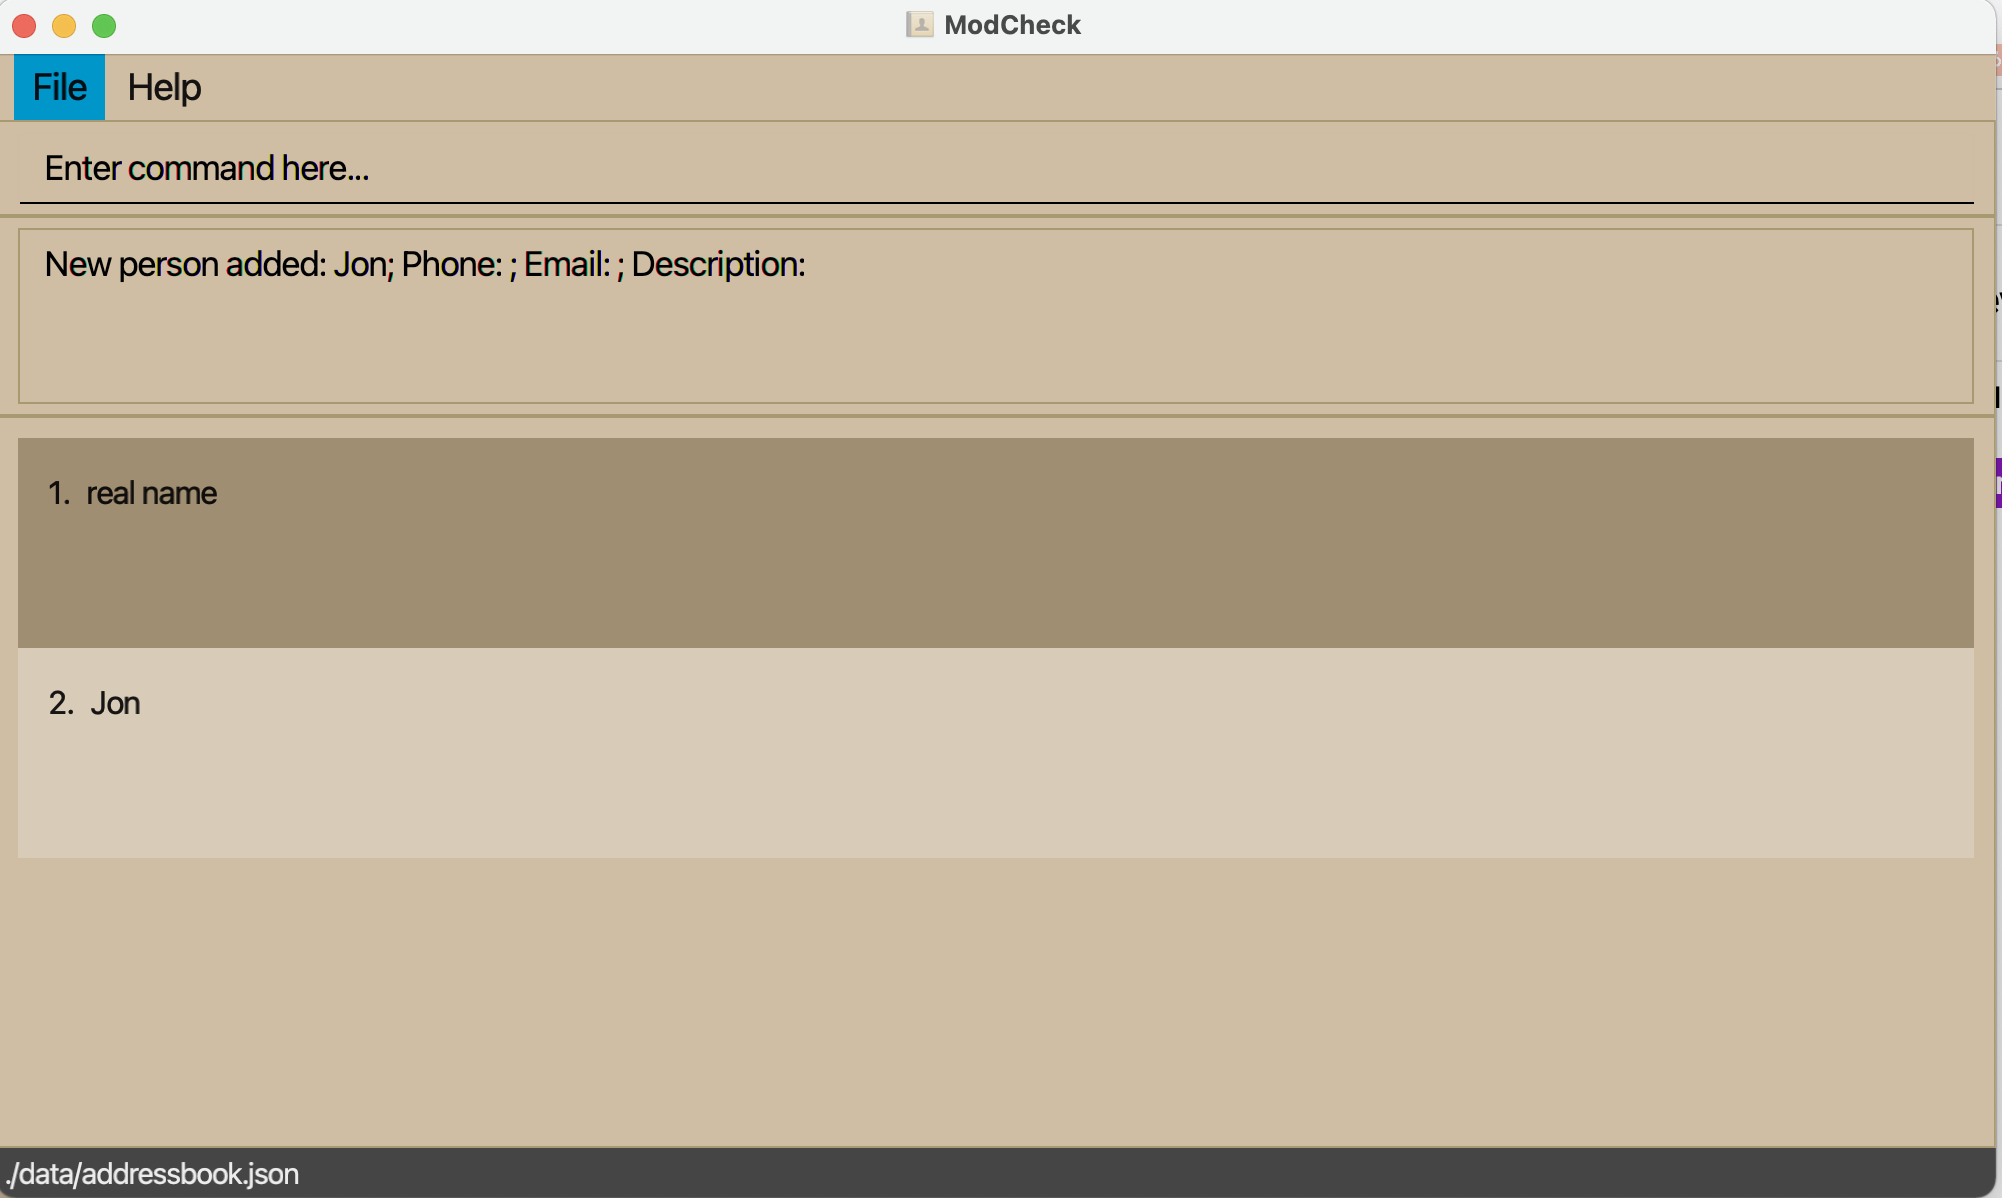 ModCheck
File Help
Enter command here...
New person added: Jon; Phone: ; Email: ; Description:
1. real name
2. Jon
./data/addressbook.json